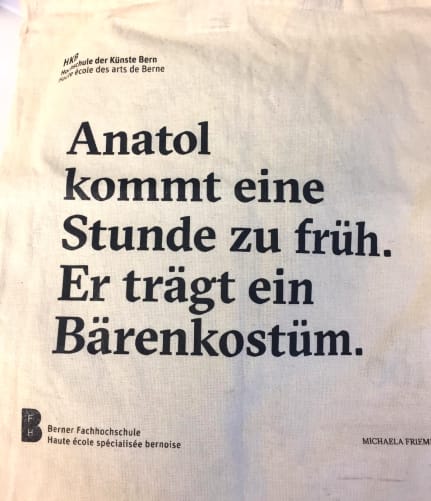 HKB
Hochschule der Künste Bern
Haute école des arts de Berne
Anatol
kommt eine
Stunde zu früh.
Er trägt ein
Bärenkostüm.
B
F
H
Berner Fachhochschule
Haute école spécialisée bernoise
MICHAELA